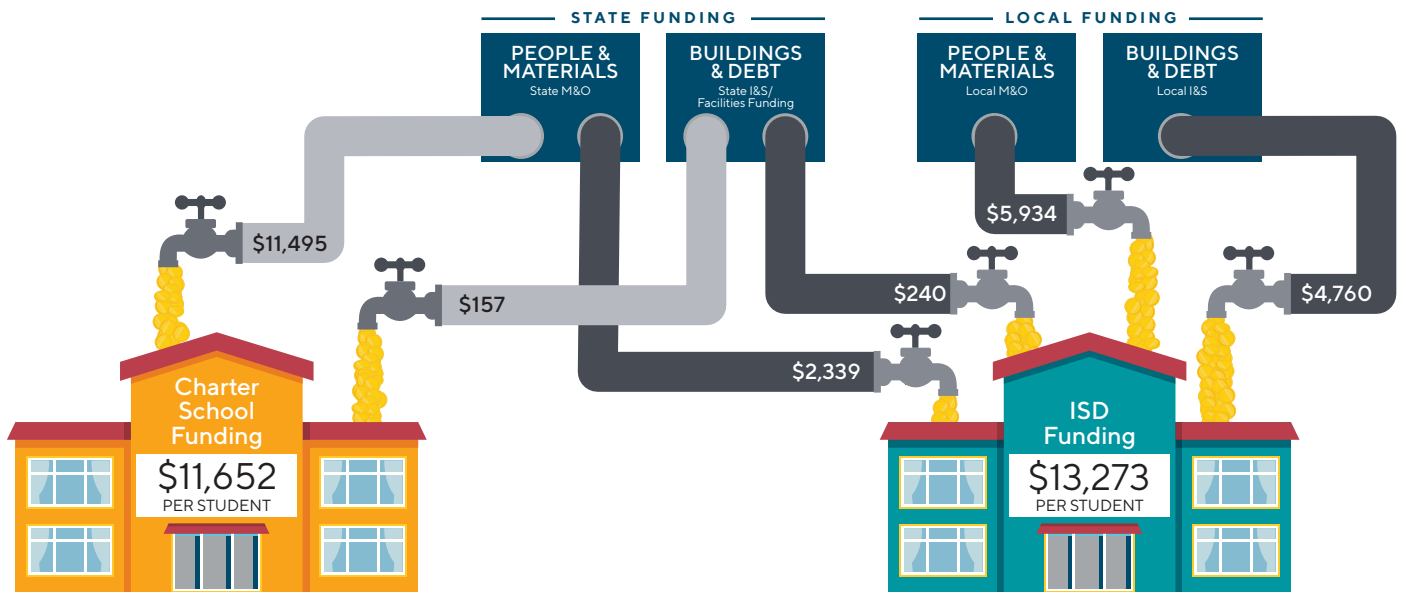 STATE FUNDING
LOCAL FUNDING
PEOPLE &
MATERIALS
State M&O
BUILDINGS
& DEBT
State I&S/
Facilities Funding
PEOPLE &
MATERIALS
Local M&O
BUILDINGS
& DEBT
Local I&S
$11,495
$157
$5,934
$240
$4,760
$2,339
Charter
School
Funding
$11,652
PER STUDENT
ISD
Funding
$13,273
PER STUDENT